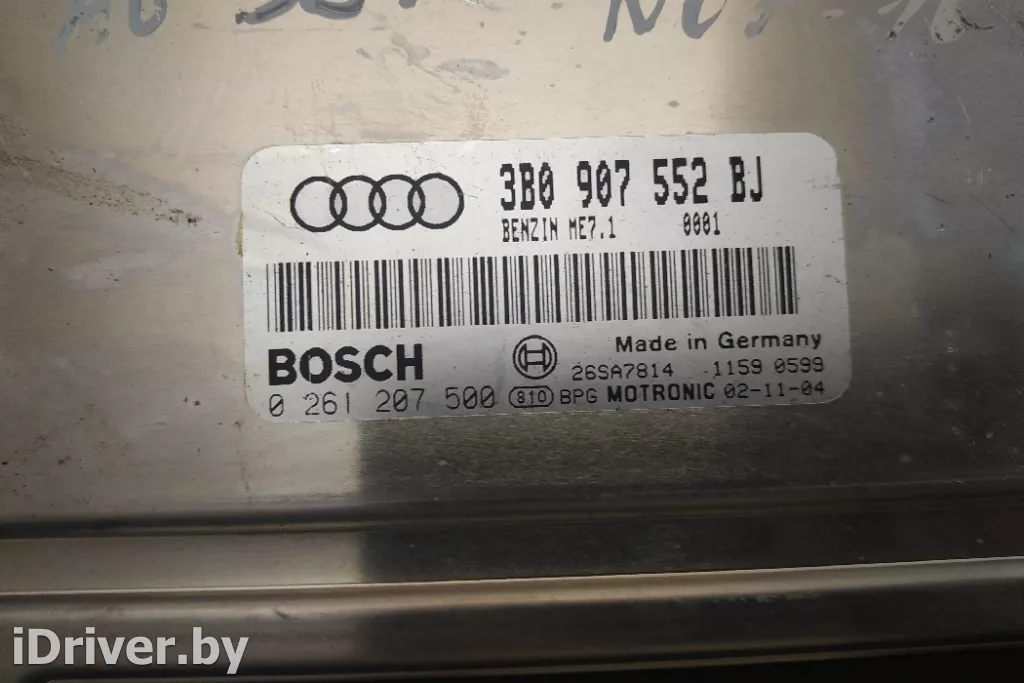 3B0 907 552 BJ
BENZIN ME7.1 0001
Made in Germany
BOSCH
26SA7814 1159 0599
0 261 207 500 810 BPG MOTRONIC 02-11-04
iDriver.by